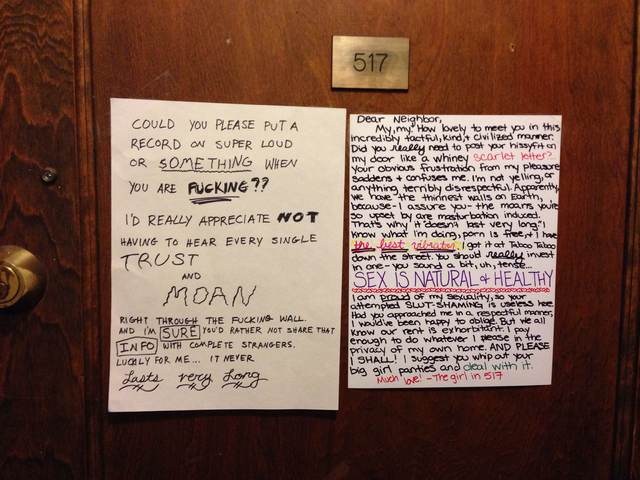 517
COULD YOU PLEASE PUT A
RECORD ON SUPER LOUD
OR SOMETHING WHEN
YOU ARE FUCKING??
I'D REALLY APPRECIATE NOT
HAVING TO HEAR EVERY SINGLE
TRUST
AND
MOAN
RIGHT THROUGH THE FUCKING WALL.
AND I'M SURE YOU'D RATHER NOT SHARE THAT
INFO WITH COMPLETE STRANGERS.
LUCKLY FOR ME... IT NEVER
Lasts very Long
Dear Neighbor,
My, my. How lovely to meet you in this
incredibly tactful, kind, + civilized manner.
Did you really need to post your hissyfit on
my door like a whiney scarlet letter?
Your obvious frustration from my pleasure
saddens + confuses me. I'm not yelling, or
anything terribly disrespectful. Apparently,
we have the thinnest walls on Earth,
because - I assure you - the moans you're
so upset by are masturbation induced.
That's why it "doesn't last very long." I
know what I'm doing, porn is free, + I have
the best vibrator. I got it at Taboo Taboo
down the street. You should really invest
in one - you sound a bit, uh, tense...
SEX IS NATURAL + HEALTHY
I am proud of my sexuality, so your
attempted SLUT-SHAMING is useless here.
Had you approached me in a respectful manner,
I would've been happy to oblige. But we all
know our rent is exhorbitant. I pay
enough to do whatever I please in the
privacy of my own home. AND PLEASE
I SHALL! I suggest you whip out your
big girl panties and deal with it.
Much love! - The girl in 517